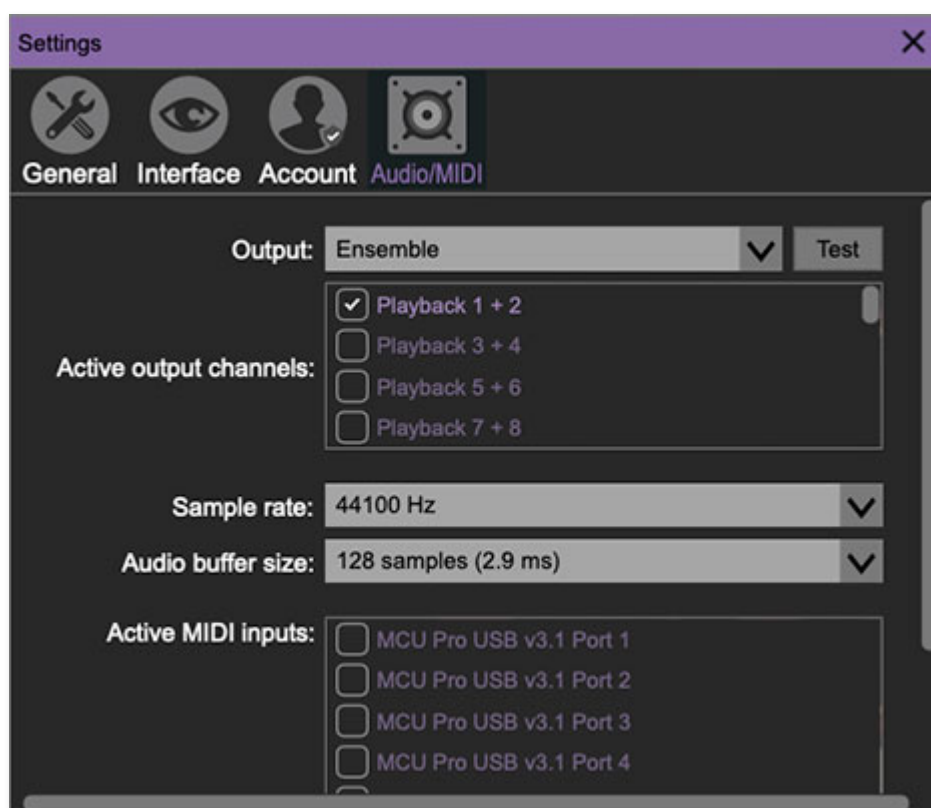 Settings
General Interface Account Audio/MIDI
Output: Ensemble Test
Active output channels:
Playback 1 + 2
Playback 3 + 4
Playback 5 + 6
Playback 7 + 8
Sample rate: 44100 Hz
Audio buffer size: 128 samples (2.9 ms)
Active MIDI inputs: MCU Pro USB v3.1 Port 1
MCU Pro USB v3.1 Port 2
MCU Pro USB v3.1 Port 3
MCU Pro USB v3.1 Port 4